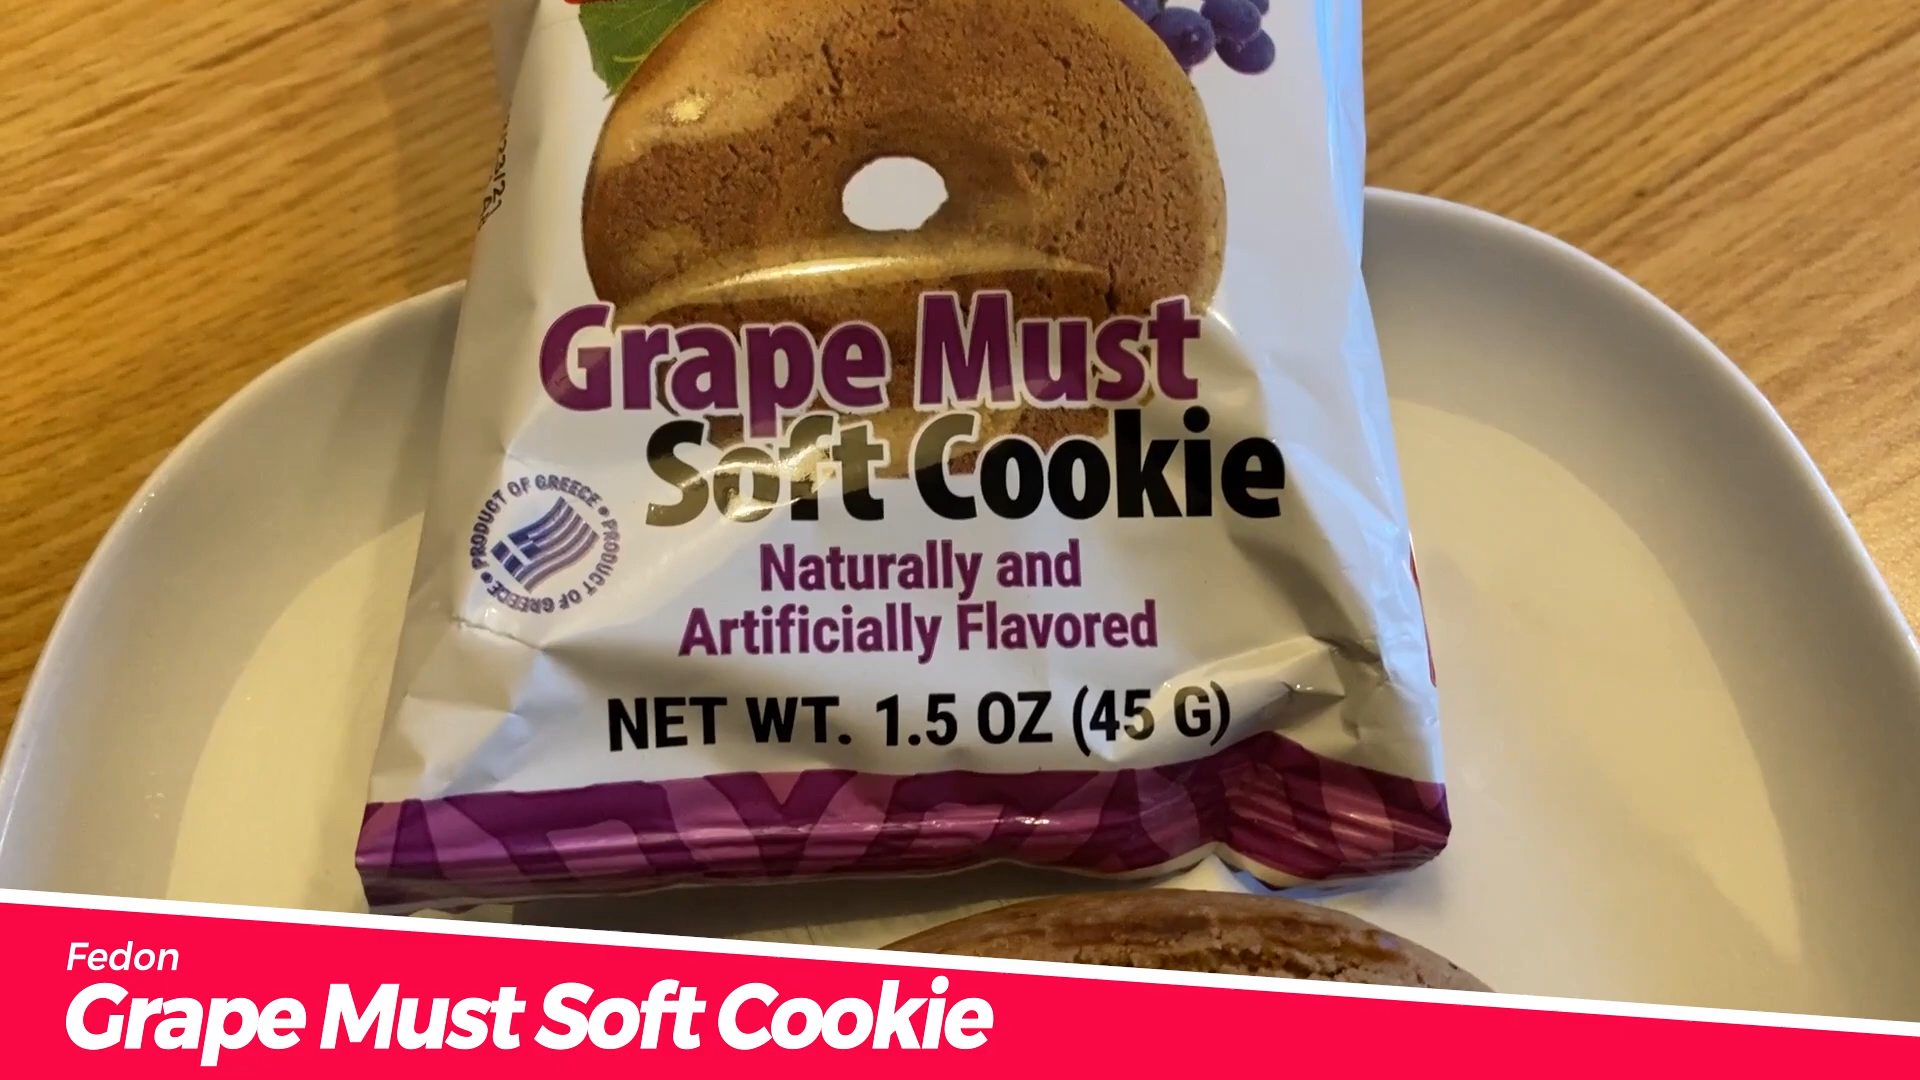 Grape Must
Soft Cookie
PRODUCT OF GREECE • PRODUCT OF GREECE •
Naturally and
Artificially Flavored
NET WT. 1.5 OZ (45 G)
Fedon
Grape Must Soft Cookie